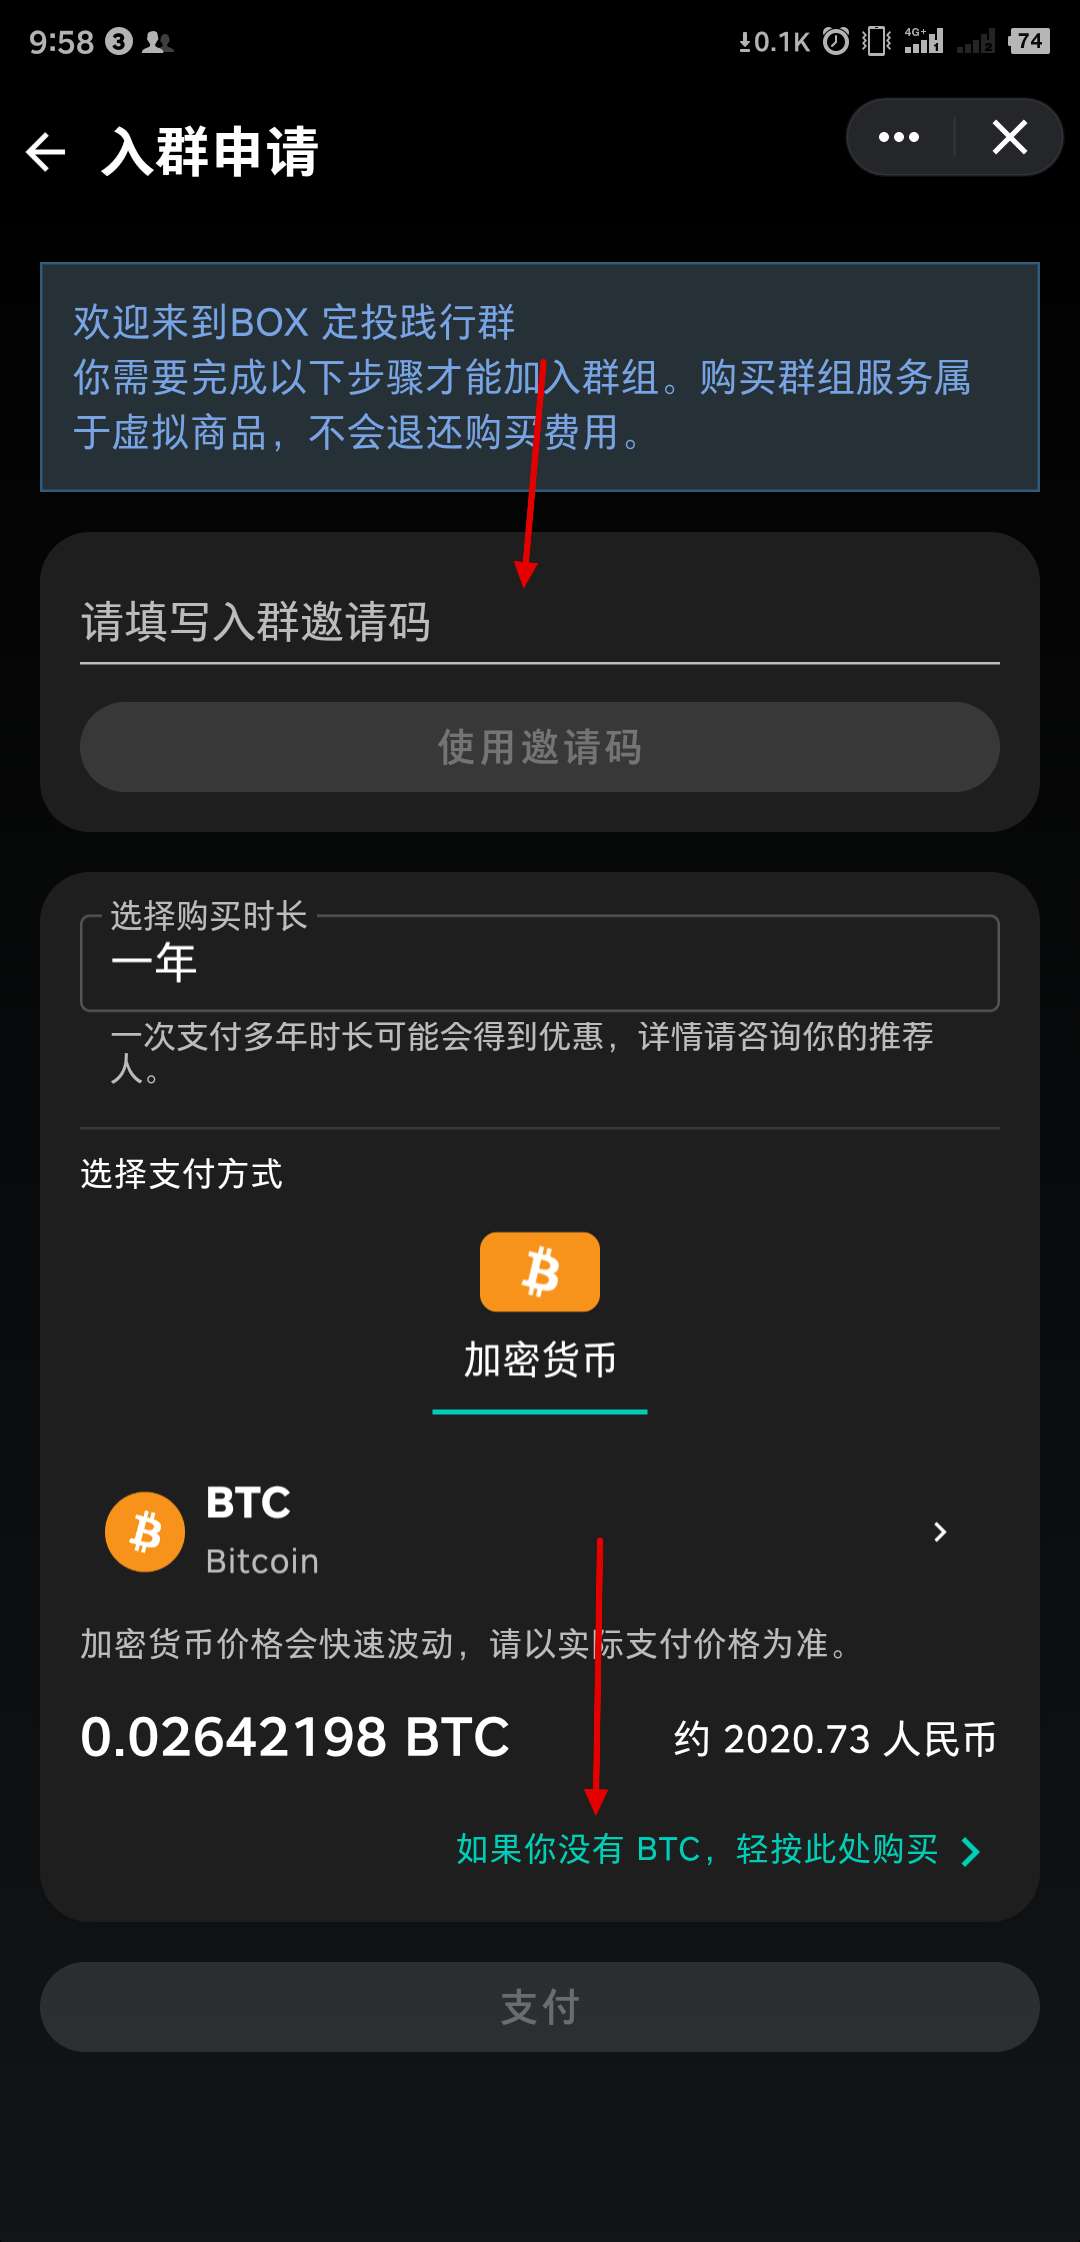 9:58 3
0.1K 4G+ 1 2 74
入群申请
欢迎来到BOX 定投践行群
你需要完成以下步骤才能加入群组。购买群组服务属
于虚拟商品，不会退还购买费用。
请填写入群邀请码
使用邀请码
选择购买时长
一年
一次支付多年时长可能会得到优惠，详情请咨询你的推荐
人。
选择支付方式
加密货币
BTC
Bitcoin
加密货币价格会快速波动，请以实际支付价格为准。
0.02642198 BTC
约 2020.73 人民币
如果你没有 BTC，轻按此处购买
支付